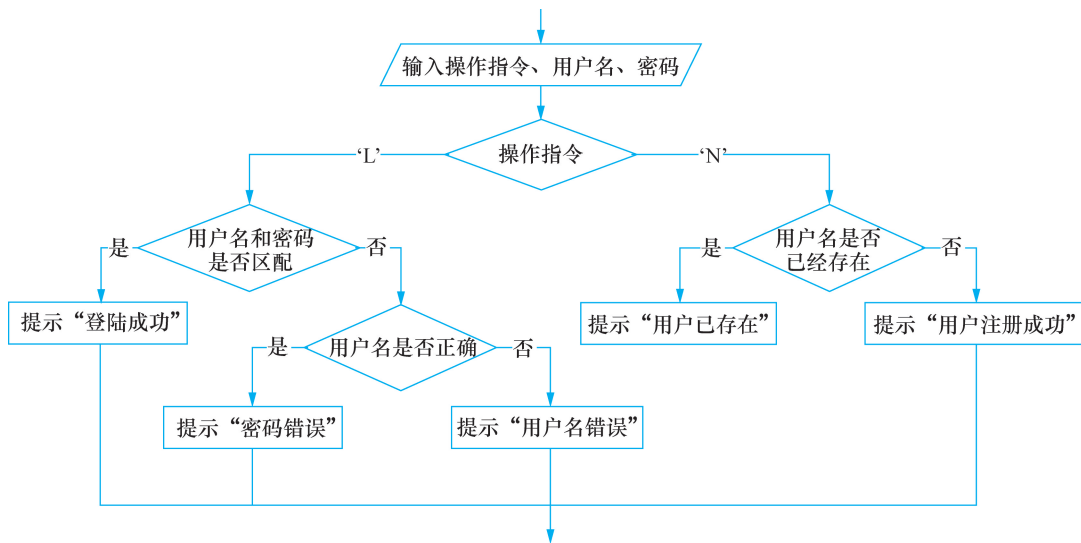 输入操作指令、用户名、密码
操作指令
‘L’
‘N’
用户名和密码
是否区配
是
否
用户名是否
已经存在
是
否
提示“登陆成功”
用户名是否正确
是
否
提示“用户已存在”
提示“用户注册成功”
提示“密码错误”
提示“用户名错误”